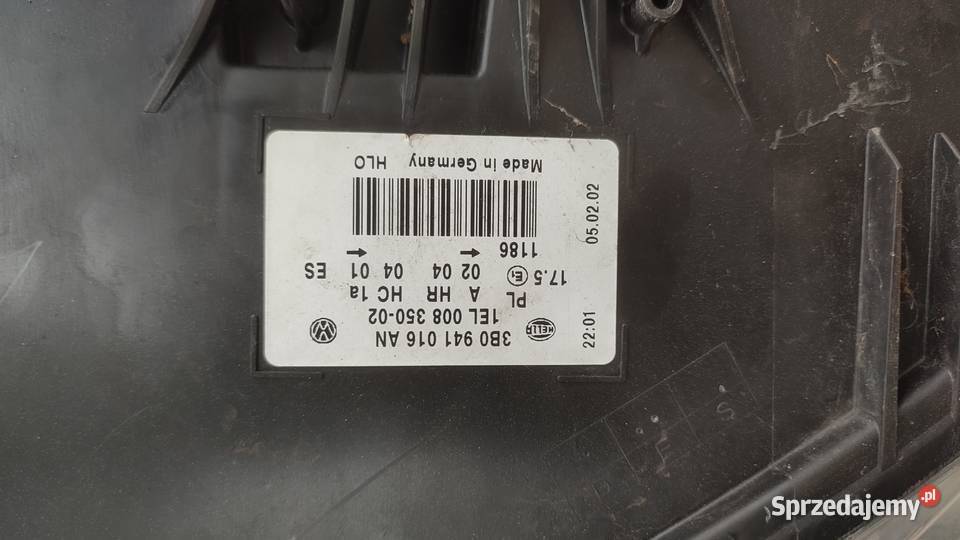 3B0 941 016 AN
HELLA
1EL 008 350-02
PL A HR HC 1a
17.5 E1 02 04 04 01 ES
1186 → →
Made in Germany HLO
22:01 05.02.02
Sprzedajemy.pl